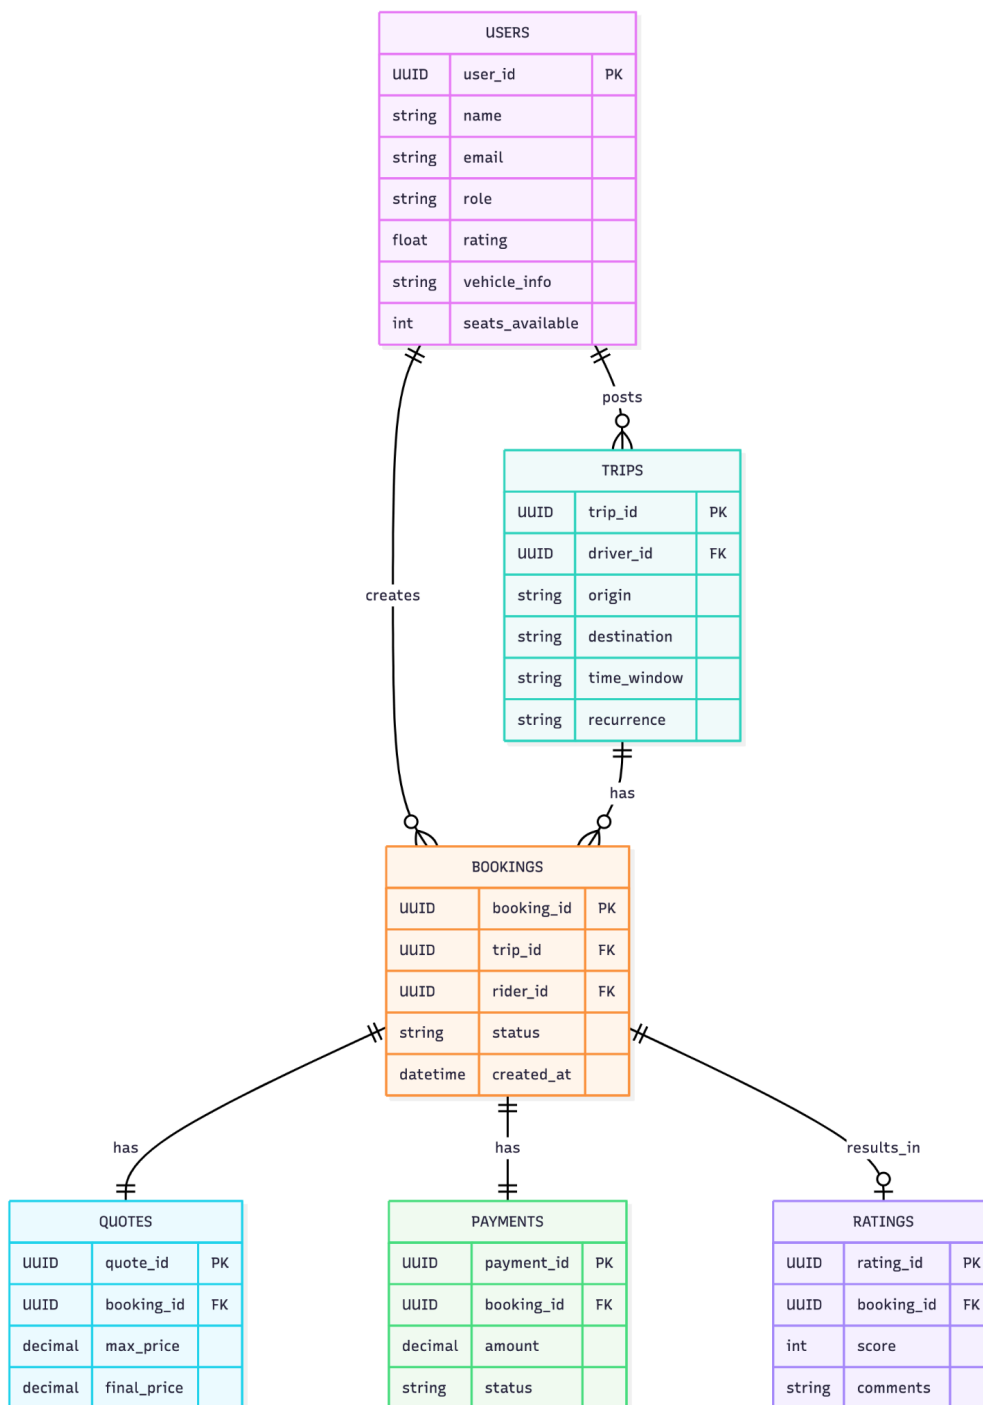 USERS
UUID user_id PK
string name
string email
string role
float rating
string vehicle_info
int seats_available
posts
TRIPS
UUID trip_id PK
UUID driver_id FK
string origin
string destination
string time_window
string recurrence
creates
has
BOOKINGS
UUID booking_id PK
UUID trip_id FK
UUID rider_id FK
string status
datetime created_at
has
has
results_in
QUOTES
UUID quote_id PK
UUID booking_id FK
decimal max_price
decimal final_price
PAYMENTS
UUID payment_id PK
UUID booking_id FK
decimal amount
string status
RATINGS
UUID rating_id PK
UUID booking_id FK
int score
string comments